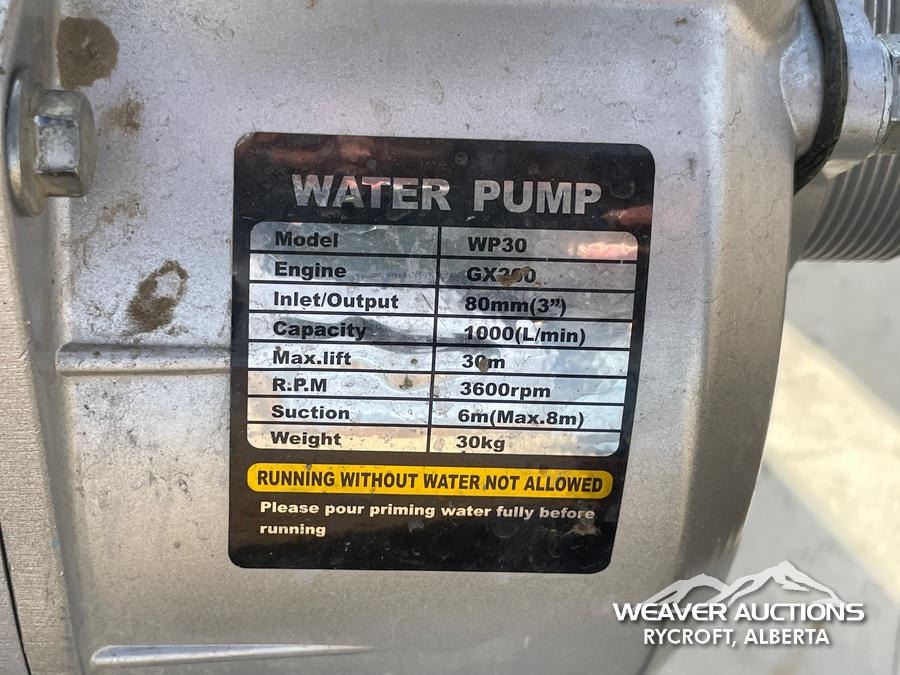 WATER PUMP
Model WP30
Engine
Inlet/Output 80mm(3”)
Capacity 1000(L/min)
Max.lift 30m
R.P.M 3600rpm
Suction 6m(Max.8m)
Weight 30kg
RUNNING WITHOUT WATER NOT ALLOWED
Please pour priming water fully before
running
WEAVER AUCTIONS
RYCROFT, ALBERTA